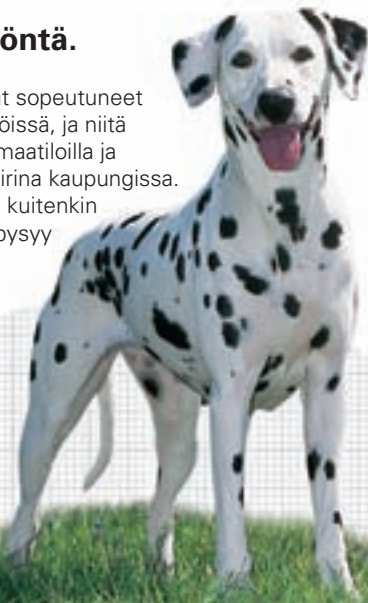 öntä.
t sopeutuneet
öissä, ja niitä
maatiloilla ja
irina kaupungissa.
kuitenkin
pysyy